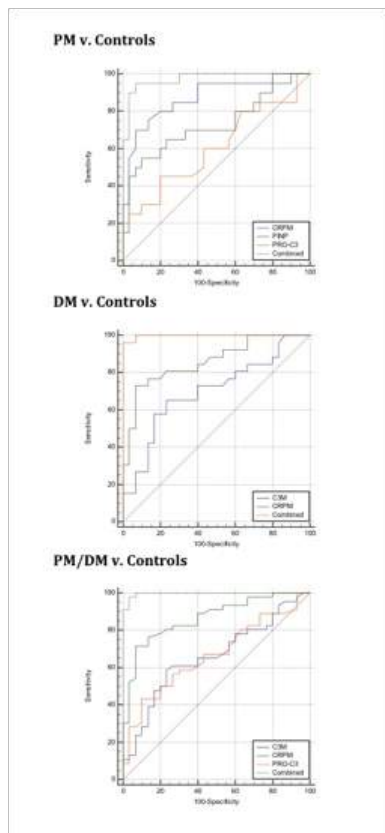 PM v. Controls
100
80
60
40
20
0
Sensitivity
PINP
PRO-C3
Combined
0 20 40 60 80 100
100-Specificity
DM v. Controls
100
80
60
40
20
0
Sensitivity
C3M
Combined
0 20 40 60 80 100
100-Specificity
PM/DM v. Controls
100
80
60
40
20
0
Sensitivity
C3M
PRO-C3
Combined
0 20 40 60 80 100
100-Specificity